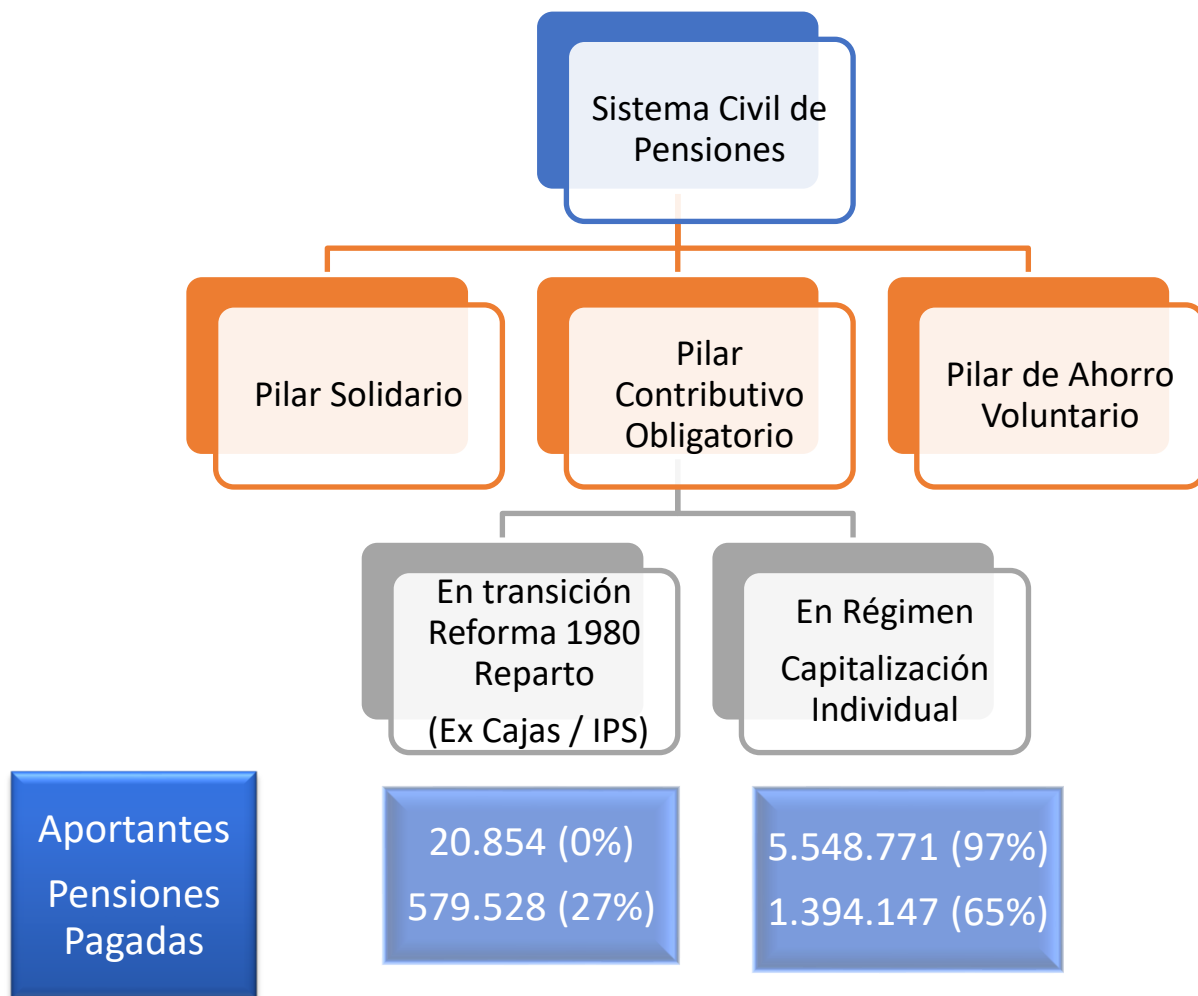 Sistema Civil de
Pensiones
Pilar Solidario
Pilar
Contributivo
Obligatorio
Pilar de Ahorro
Voluntario
En transición
Reforma 1980
Reparto
(Ex Cajas / IPS)
En Régimen
Capitalización
Individual
Aportantes
Pensiones
Pagadas
20.854 (0%)
579.528 (27%)
5.548.771 (97%)
1.394.147 (65%)